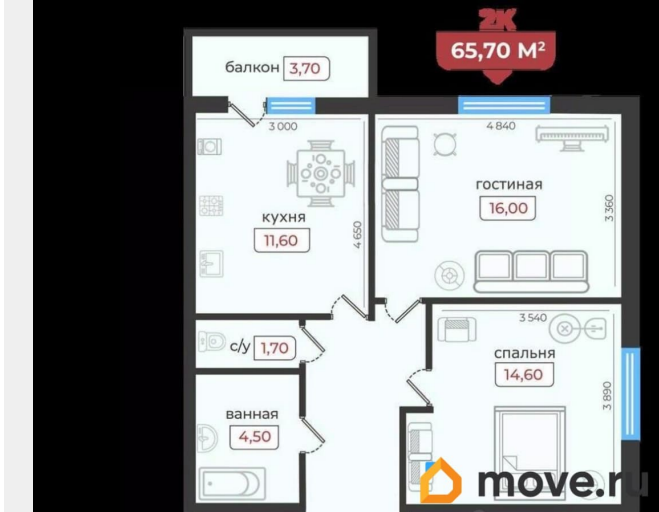 2К
65,70 М²
балкон 3,70
3 000
4 840
кухня
11,60
4 650
гостиная
16,00
3 360
с/у 1,70
3 540
спальня
14,60
3 890
ванная
4,50
move.ru